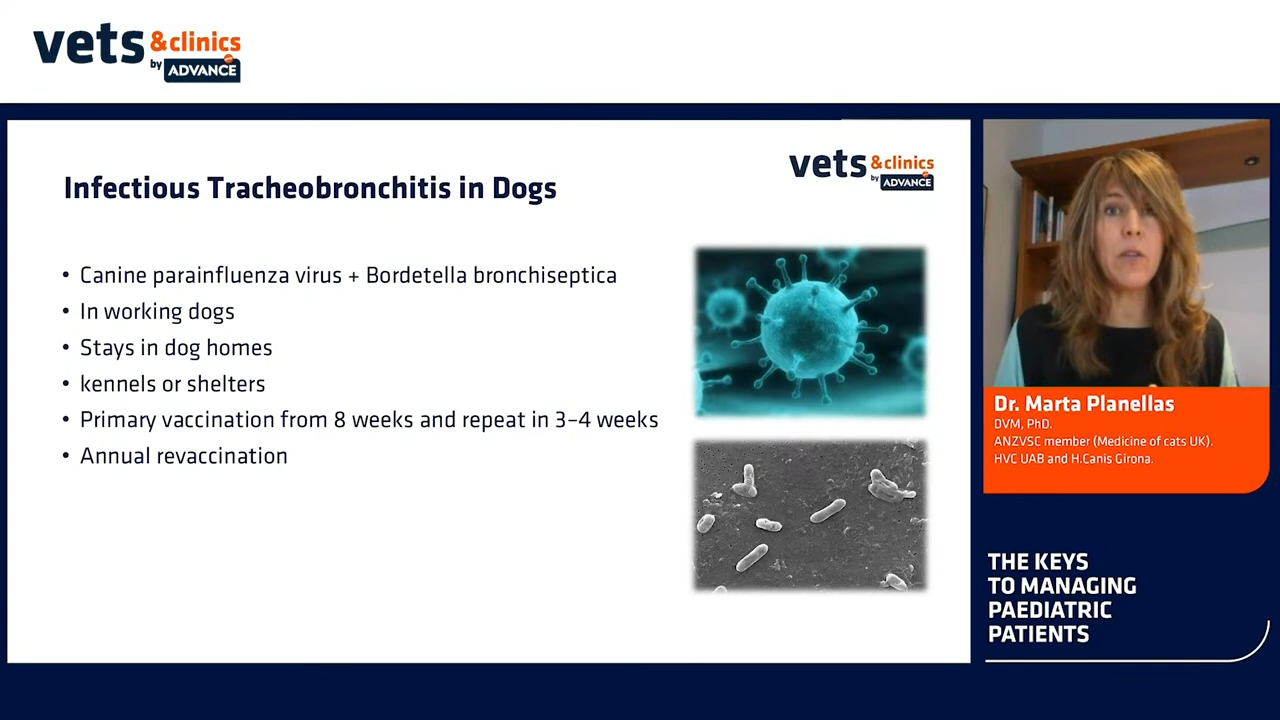 vets &clinics
by ADVANCE
vets &clinics
by ADVANCE
Infectious Tracheobronchitis in Dogs
• Canine parainfluenza virus + Bordetella bronchiseptica
• In working dogs
• Stays in dog homes
• kennels or shelters
• Primary vaccination from 8 weeks and repeat in 3-4 weeks
• Annual revaccination
Dr. Marta Planellas
DVM, PhD.
ANZVSC member (Medicine of cats UK).
HVC UAB and H.Canis Girona.
THE KEYS
TO MANAGING
PAEDIATRIC
PATIENTS